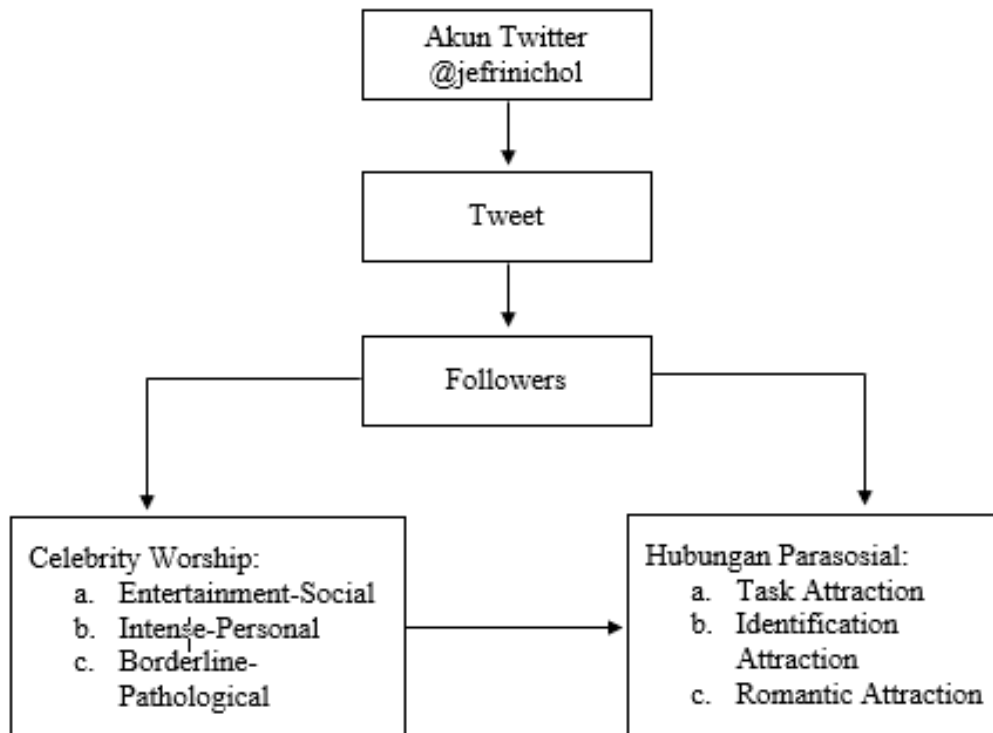 Akun Twitter
@jefrinichol
Tweet
Followers
Celebrity Worship:
a. Entertainment-Social
b. Intense-Personal
c. Borderline-
Pathological
Hubungan Parasosial:
a. Task Attraction
b. Identification
Attraction
c. Romantic Attraction